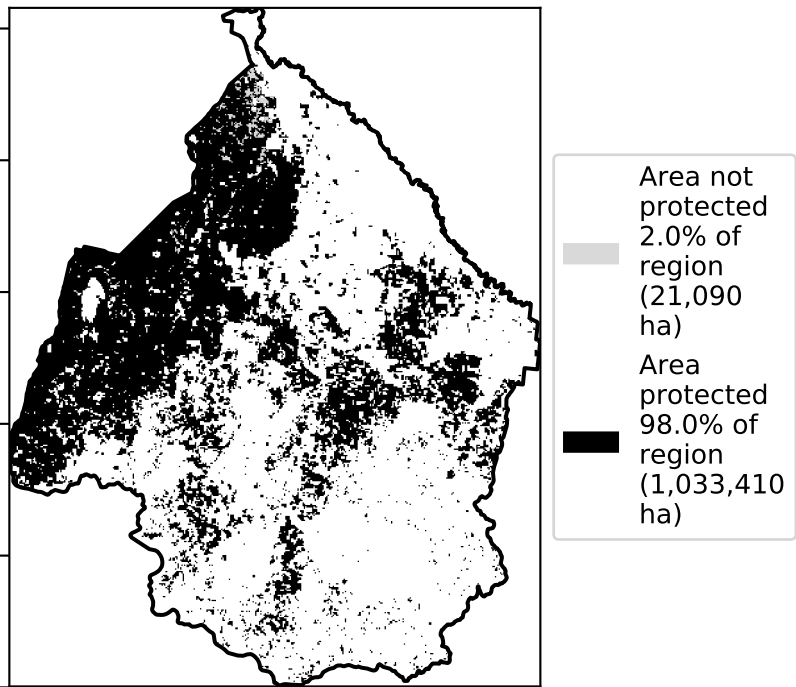 Area not
protected
2.0% of
region
(21,090
ha)
Area
protected
98.0% of
region
(1,033,410
ha)